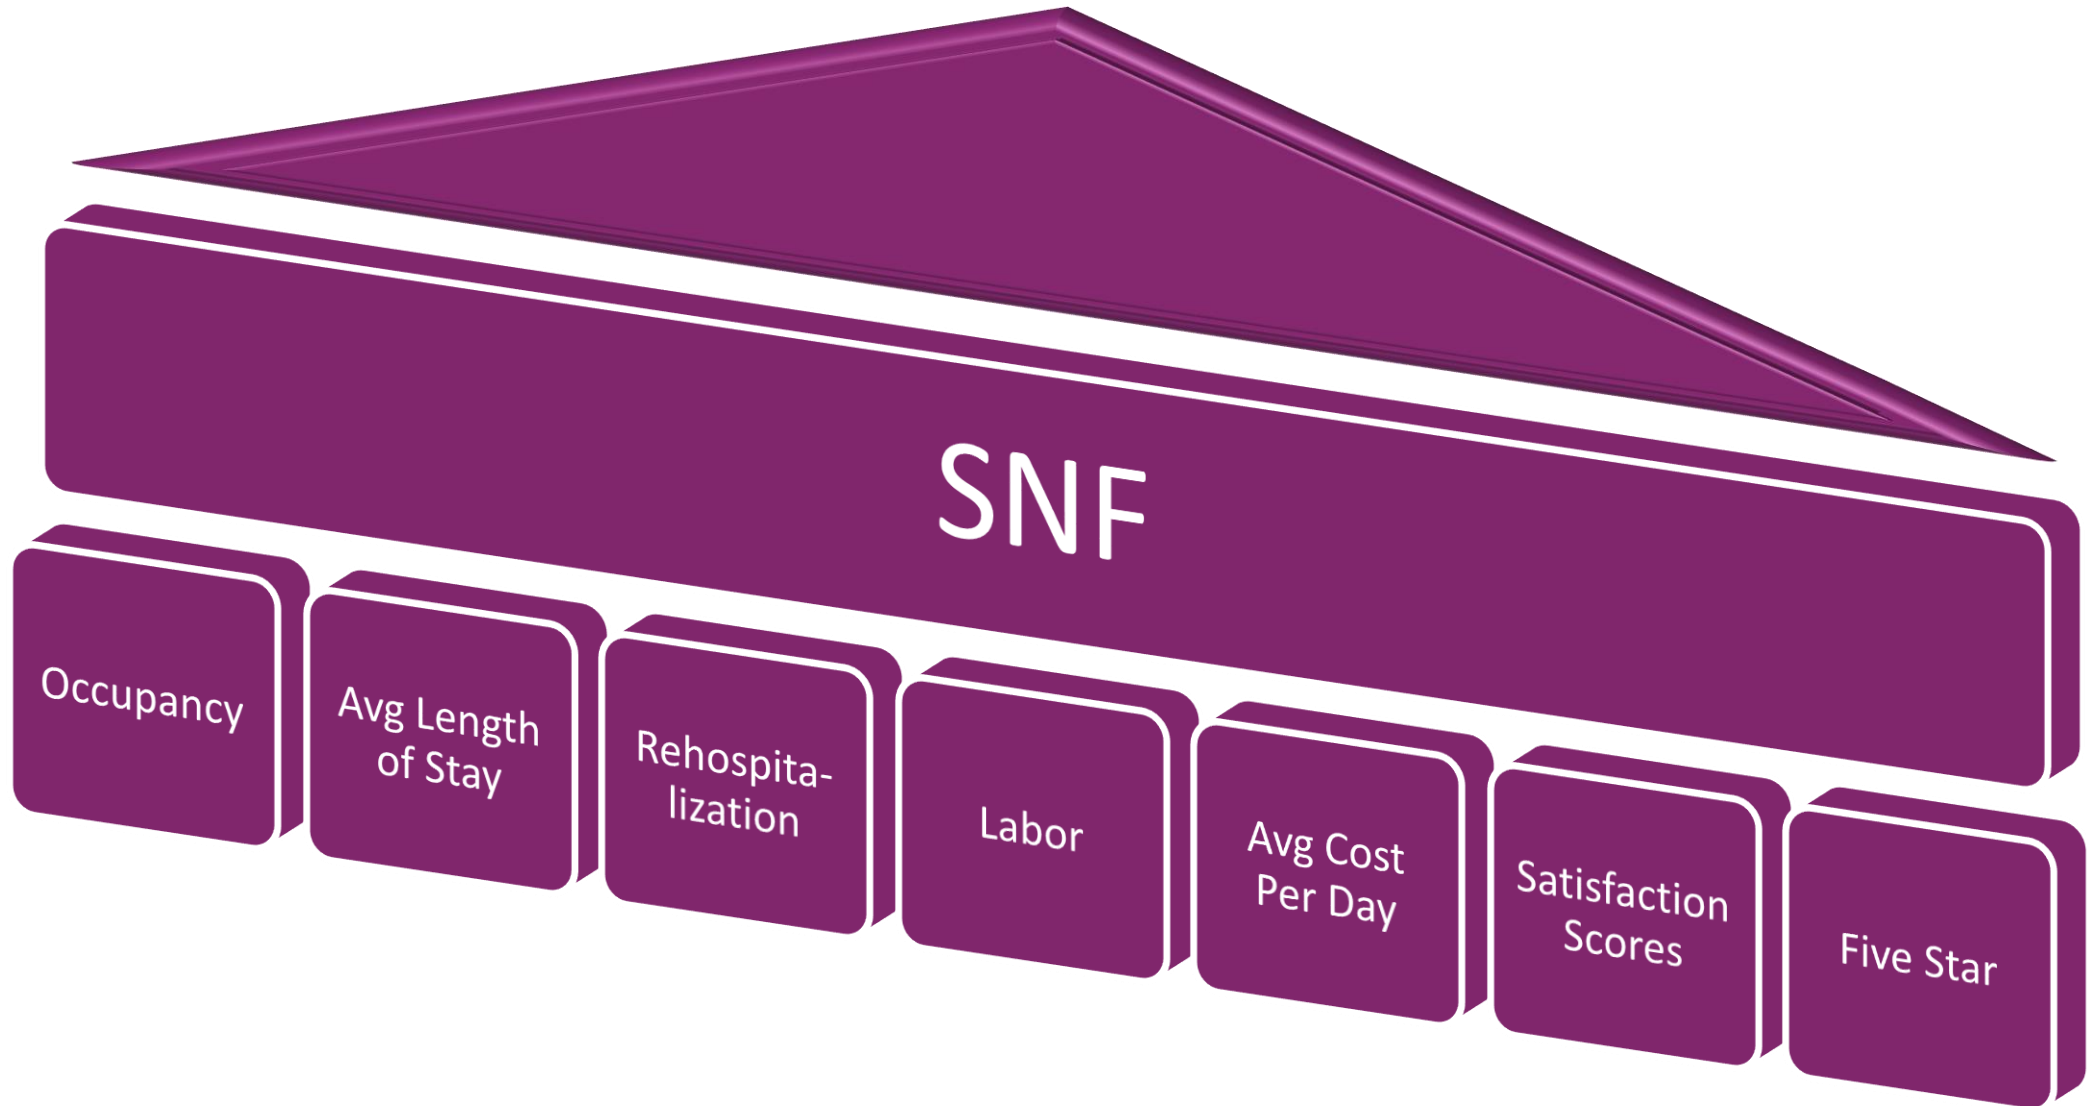 SNF
Occupancy
Avg Length
of Stay
Rehospita-
lization
Labor
Avg Cost
Per Day
Satisfaction
Scores
Five Star